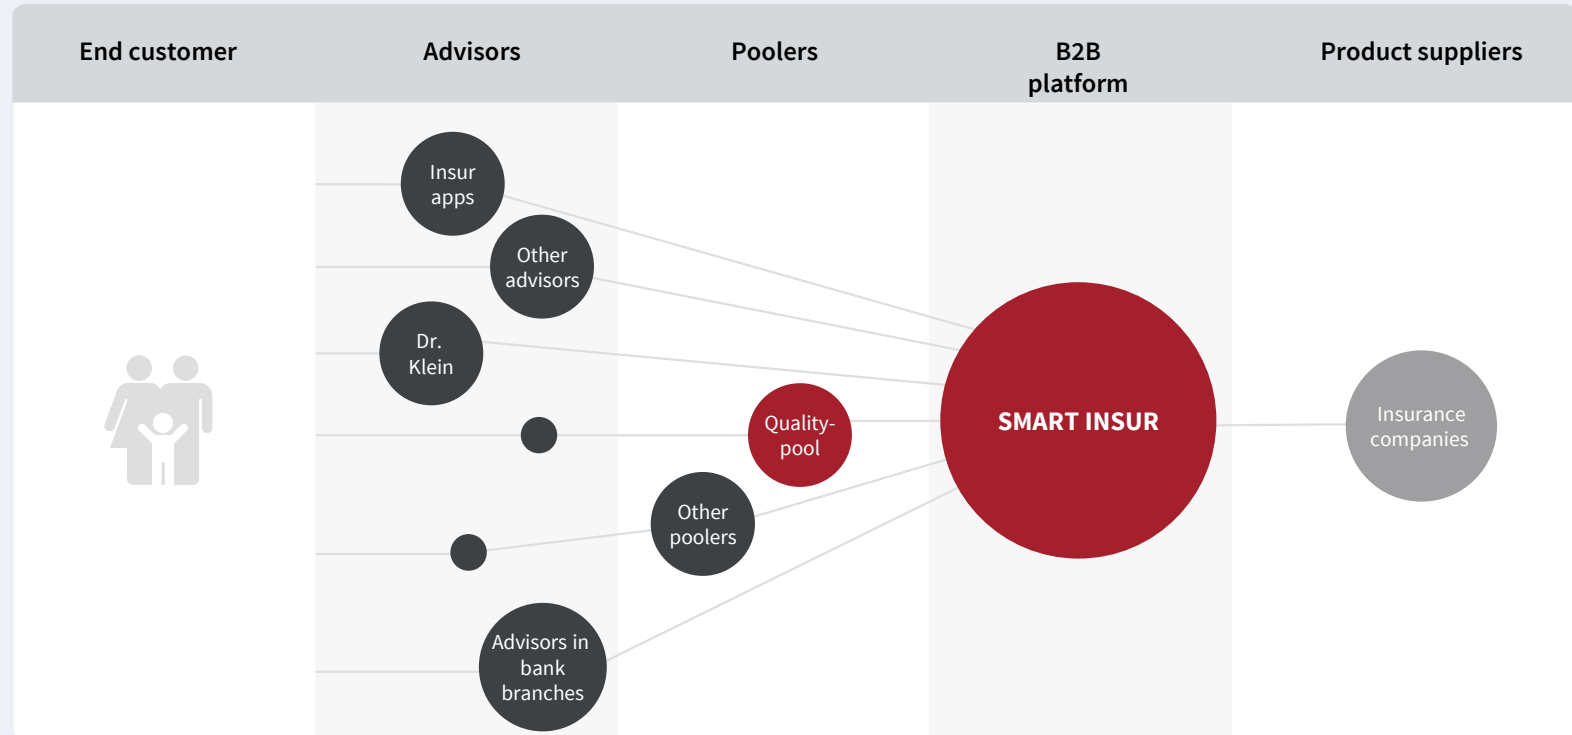 End customer
Advisors
Poolers
B2B
platform
Product suppliers
Insur
apps
Other
advisors
Dr.
Klein
Quality-
pool
Other
poolers
Advisors in
bank
branches
SMART INSUR
Insurance
companies